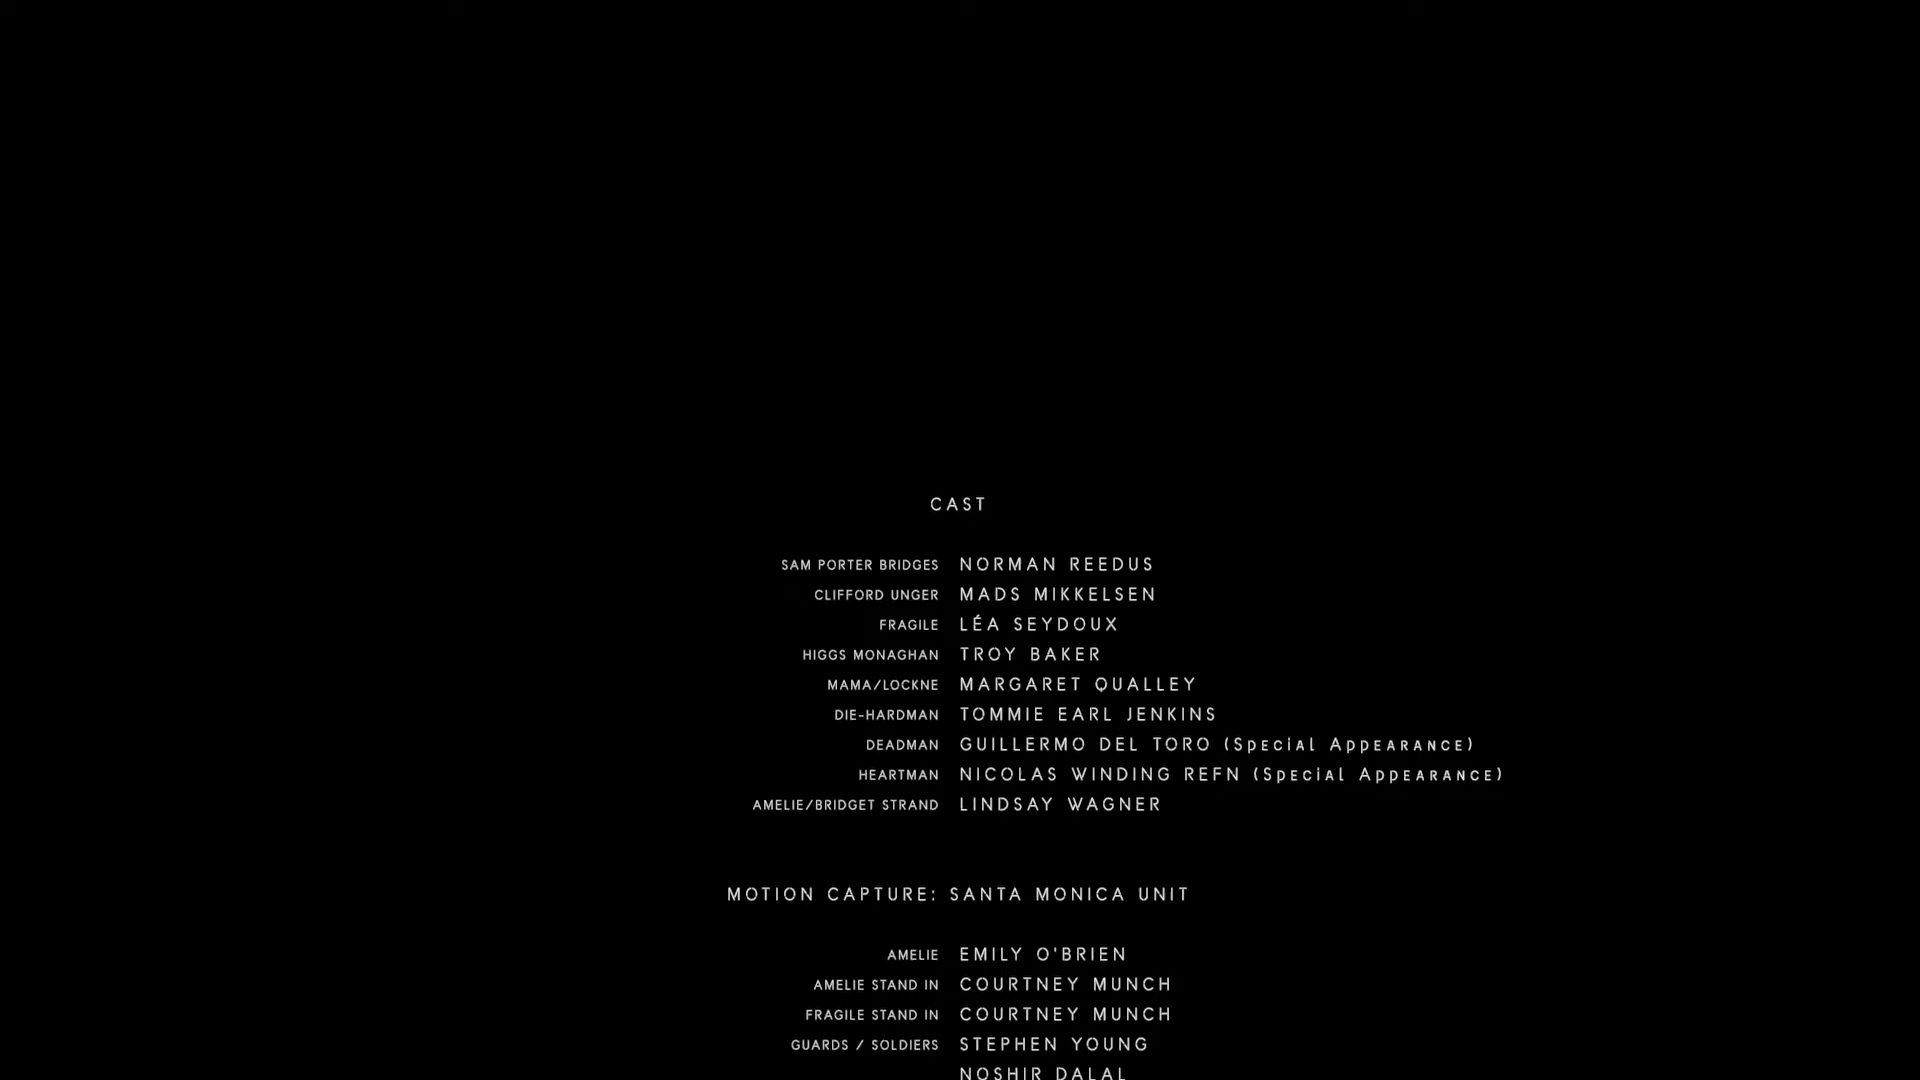 CAST
SAM PORTER BRIDGES NORMAN REEDUS
CLIFFORD UNGER MADS MIKKELSEN
FRAGILE LÉA SEYDOUX
HIGGS MONAGHAN TROY BAKER
MAMA/LOCKNE MARGARET QUALLEY
DIE-HARDMAN TOMMIE EARL JENKINS
DEADMAN GUILLERMO DEL TORO (Special Appearance)
HEARTMAN NICOLAS WINDING REFN (Special Appearance)
AMELIE/BRIDGET STRAND LINDSAY WAGNER
MOTION CAPTURE: SANTA MONICA UNIT
AMELIE EMILY O'BRIEN
AMELIE STAND IN COURTNEY MUNCH
FRAGILE STAND IN COURTNEY MUNCH
GUARDS / SOLDIERS STEPHEN YOUNG
NOSHIR DALAL